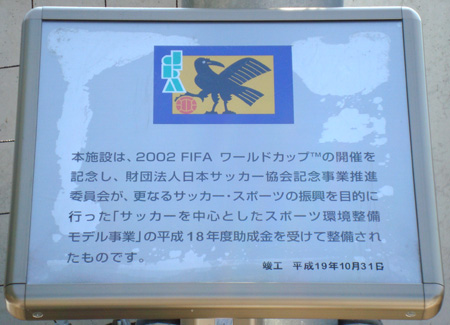 JFA
本施設は、2002 FIFA ワールドカップ™の開催を
記念し、財団法人日本サッカー協会記念事業推進
委員会が、更なるサッカー・スポーツの振興を目的に
行った「サッカーを中心としたスポーツ環境整備
モデル事業」の平成18年度助成金を受けて整備され
たものです。
竣工 平成19年10月31日